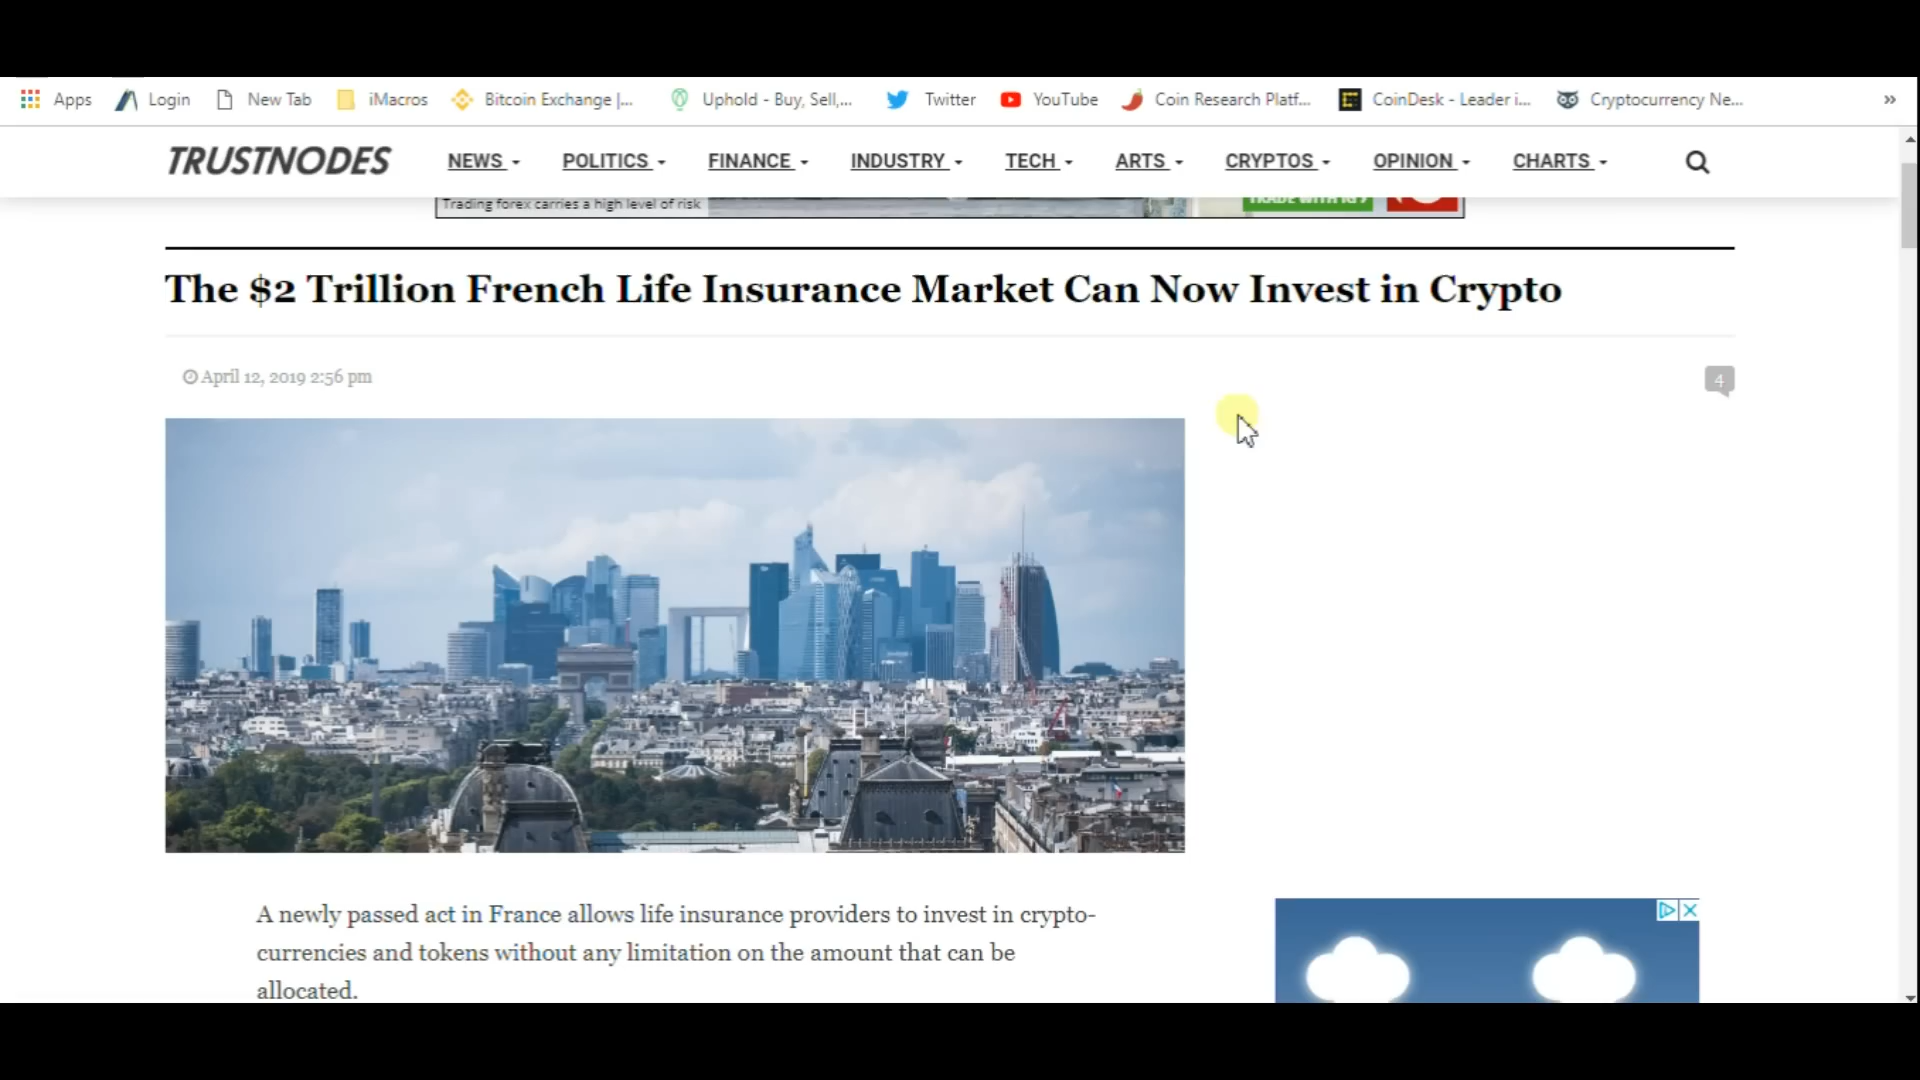 Apps Login New Tab iMacros Bitcoin Exchange |... Uphold - Buy, Sell,... Twitter YouTube Coin Research Platf... CoinDesk - Leader i... Cryptocurrency Ne... »
TRUSTNODES NEWS POLITICS FINANCE INDUSTRY TECH ARTS CRYPTOS OPINION CHARTS
Trading forex carries a high level of risk TRADE WITH IG
The $2 Trillion French Life Insurance Market Can Now Invest in Crypto
April 12, 2019 2:56 pm 4
A newly passed act in France allows life insurance providers to invest in crypto-
currencies and tokens without any limitation on the amount that can be
allocated.